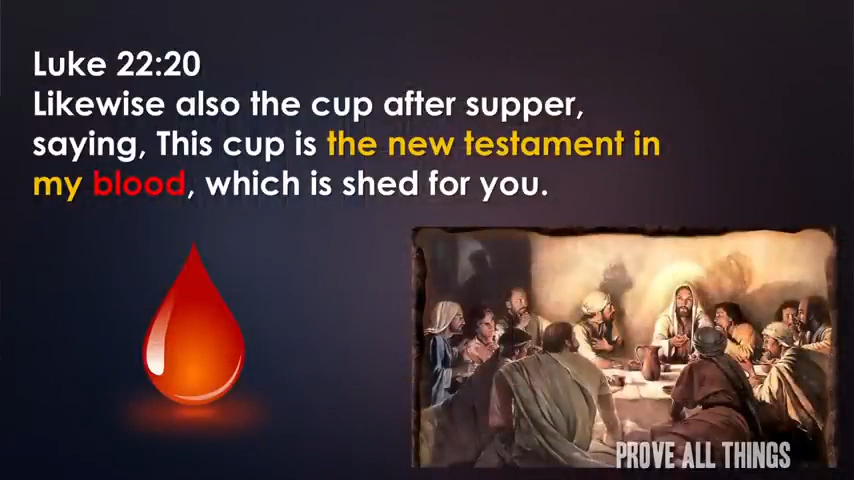 Luke 22:20
Likewise also the cup after supper,
saying, This cup is the new testament in
my blood, which is shed for you.
PROVE ALL THINGS